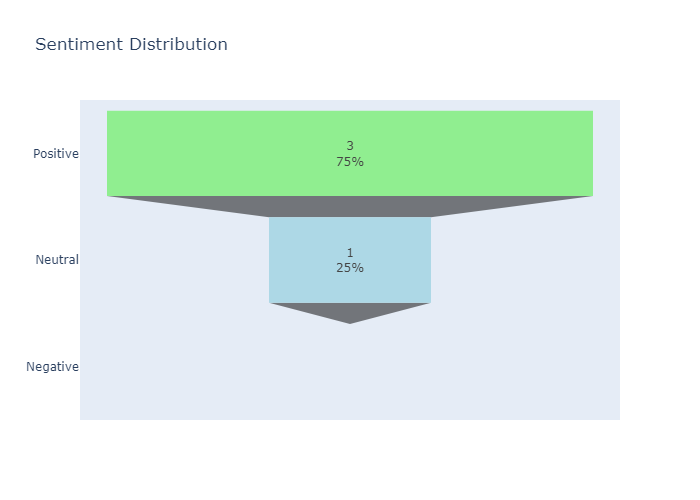 Sentiment Distribution
Positive
3
75%
Neutral
1
25%
Negative